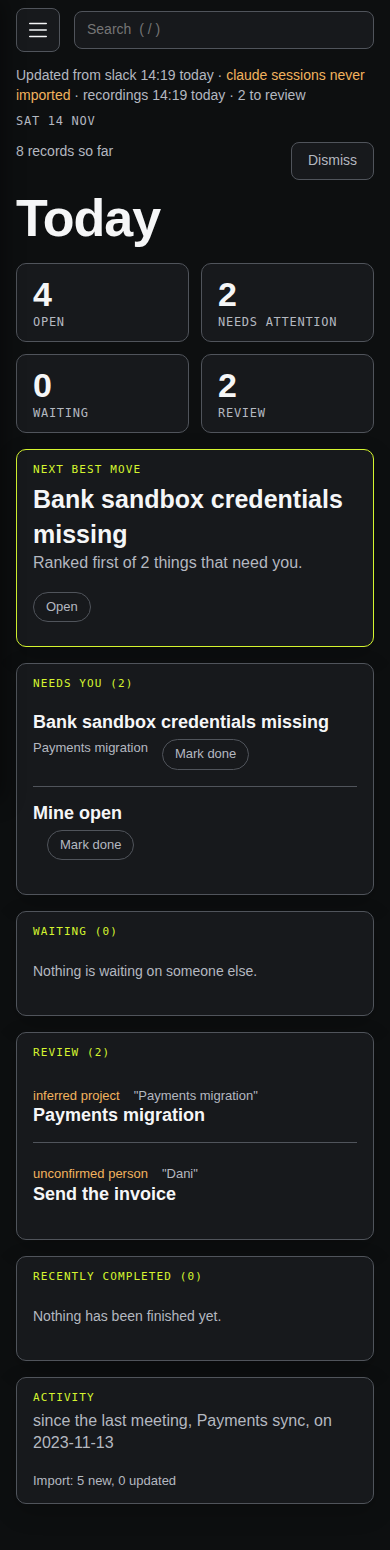 Search ( / )
Updated from slack 14:19 today · claude sessions never
imported · recordings 14:19 today · 2 to review
SAT 14 NOV
8 records so far
Dismiss
Today
4
OPEN
2
NEEDS ATTENTION
0
WAITING
2
REVIEW
NEXT BEST MOVE
Bank sandbox credentials
missing
Ranked first of 2 things that need you.
Open
NEEDS YOU (2)
Bank sandbox credentials missing
Payments migration
Mark done
Mine open
Mark done
WAITING (0)
Nothing is waiting on someone else.
REVIEW (2)
inferred project "Payments migration"
Payments migration
unconfirmed person "Dani"
Send the invoice
RECENTLY COMPLETED (0)
Nothing has been finished yet.
ACTIVITY
since the last meeting, Payments sync, on
2023-11-13
Import: 5 new, 0 updated